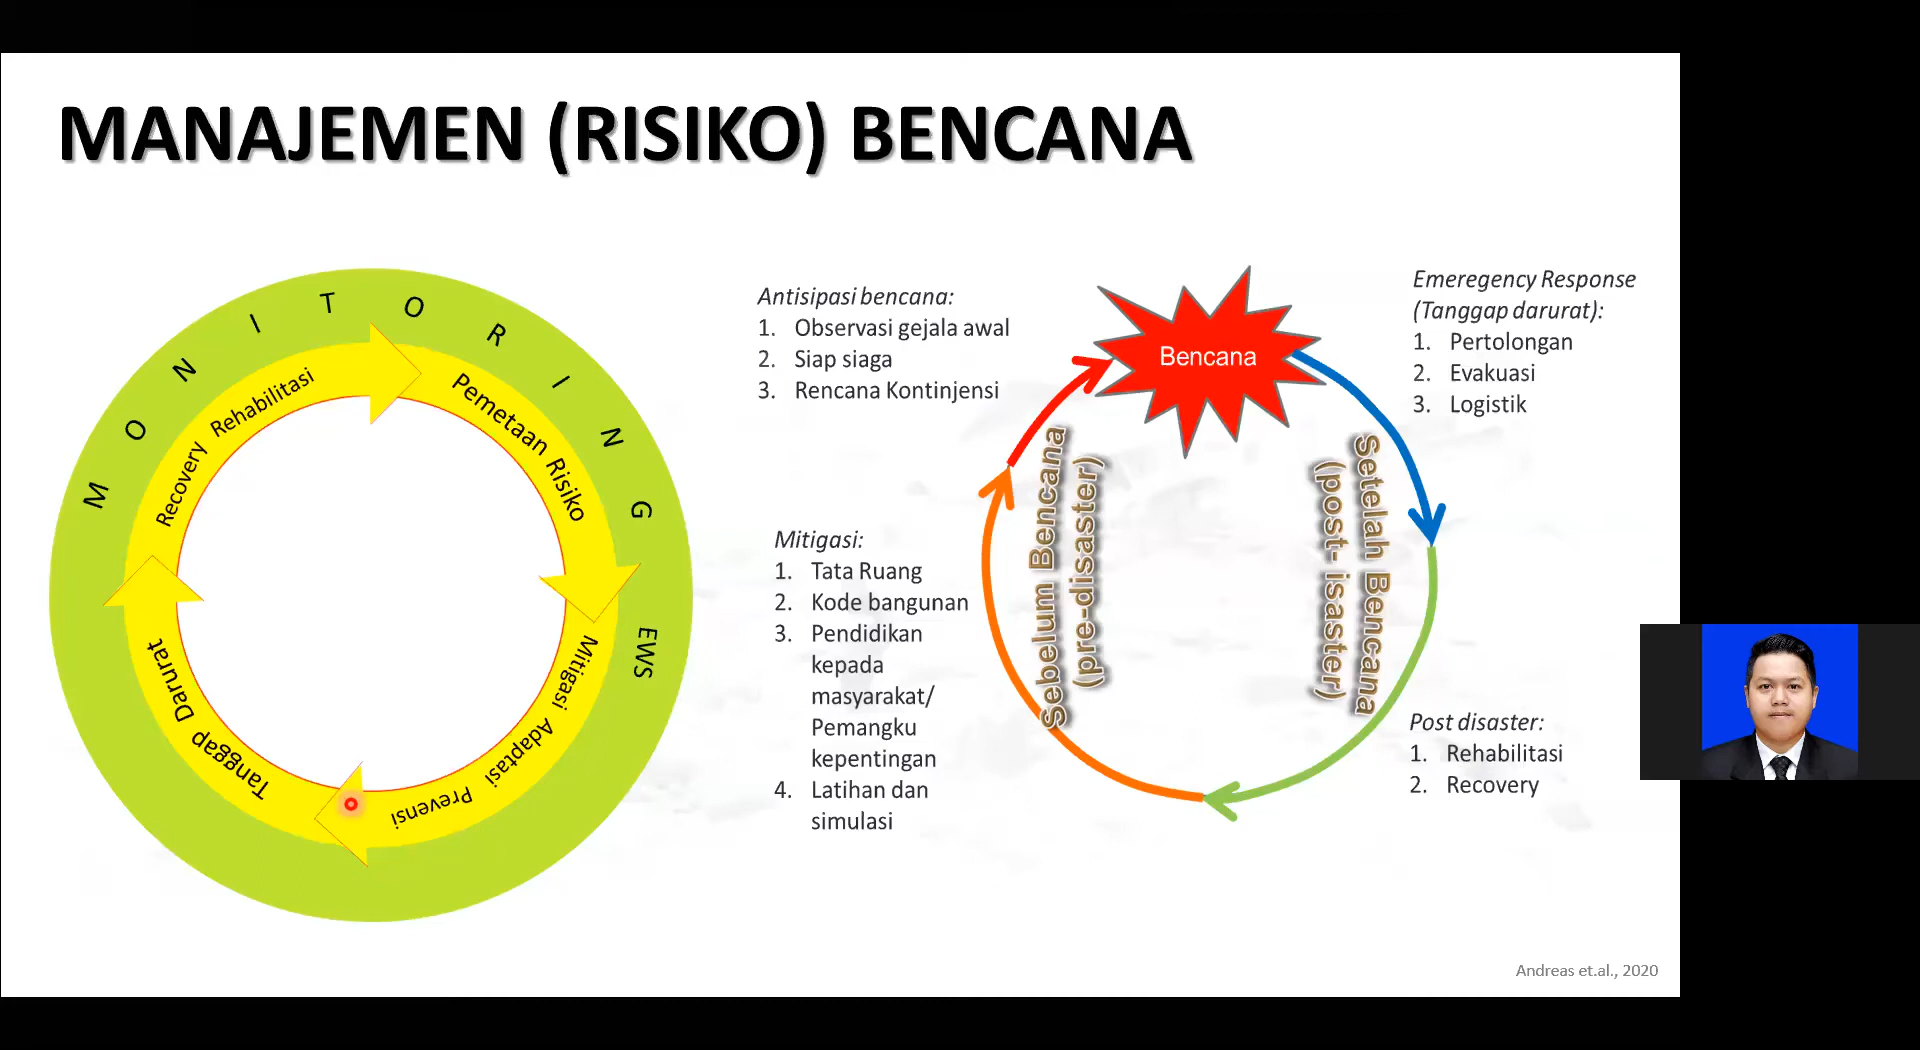 MANAJEMEN (RISIKO) BENCANA
MONITORING
EWS
Recovery Rehabilitasi
Pemetaan Risiko
Mitigasi Adaptasi Prevensi
Tanggap Darurat
Antisipasi bencana:
1. Observasi gejala awal
2. Siap siaga
3. Rencana Kontinjensi
Mitigasi:
1. Tata Ruang
2. Kode bangunan
3. Pendidikan
kepada
masyarakat/
Pemangku
kepentingan
4. Latihan dan
simulasi
Bencana
Sebelum Bencana
(pre-disaster)
Setelah Bencana
(post- isaster)
Emeregency Response
(Tanggap darurat):
1. Pertolongan
2. Evakuasi
3. Logistik
Post disaster:
1. Rehabilitasi
2. Recovery
Andreas et.al., 2020